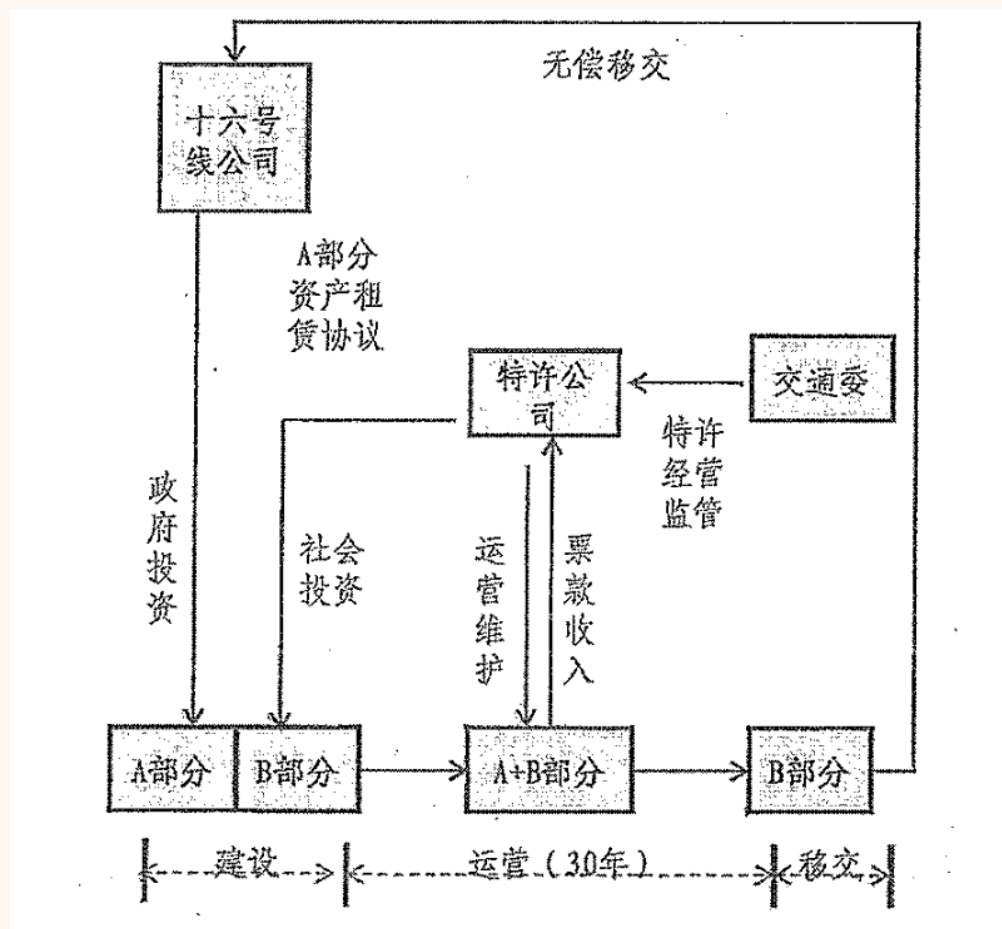 无偿移交
十六号
线公司
A部分
资产租
赁协议
特许公
司
交通委
特许
经营
监管
政府投资
社会
投资
运营维护
票款收入
A部分
B部分
A+B部分
B部分
建设
运营(30年)
移交